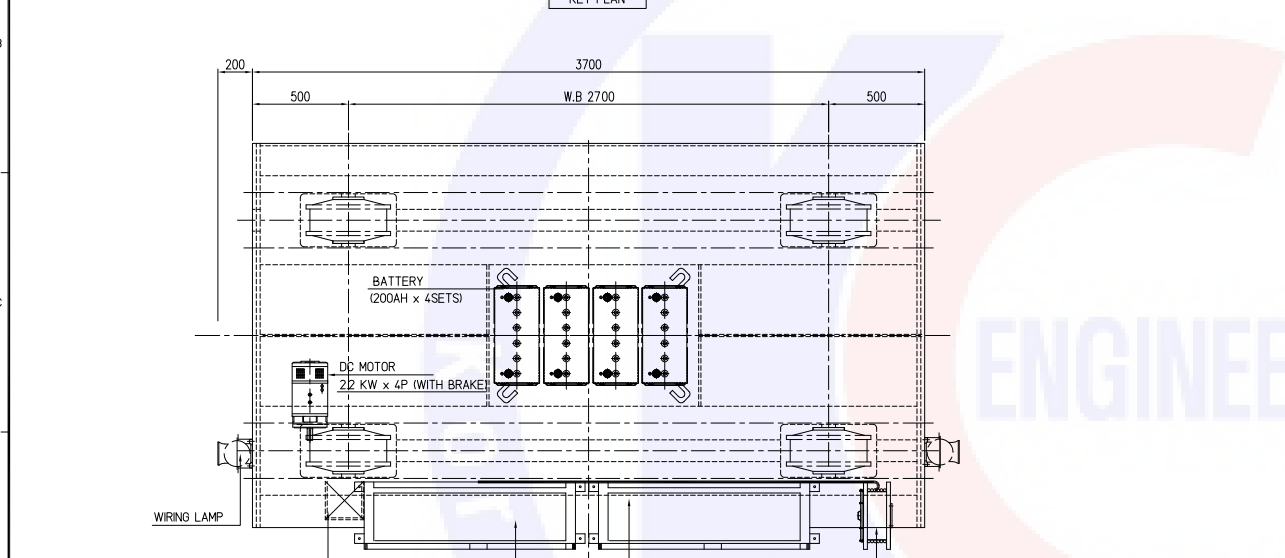 KEY PLAN
B
200
3700
500
W.B 2700
500
C
BATTERY
(200AH x 4SETS)
DC MOTOR
2.2 KW x 4P (WITH BRAKE)
ENGINEE
WIRING LAMP